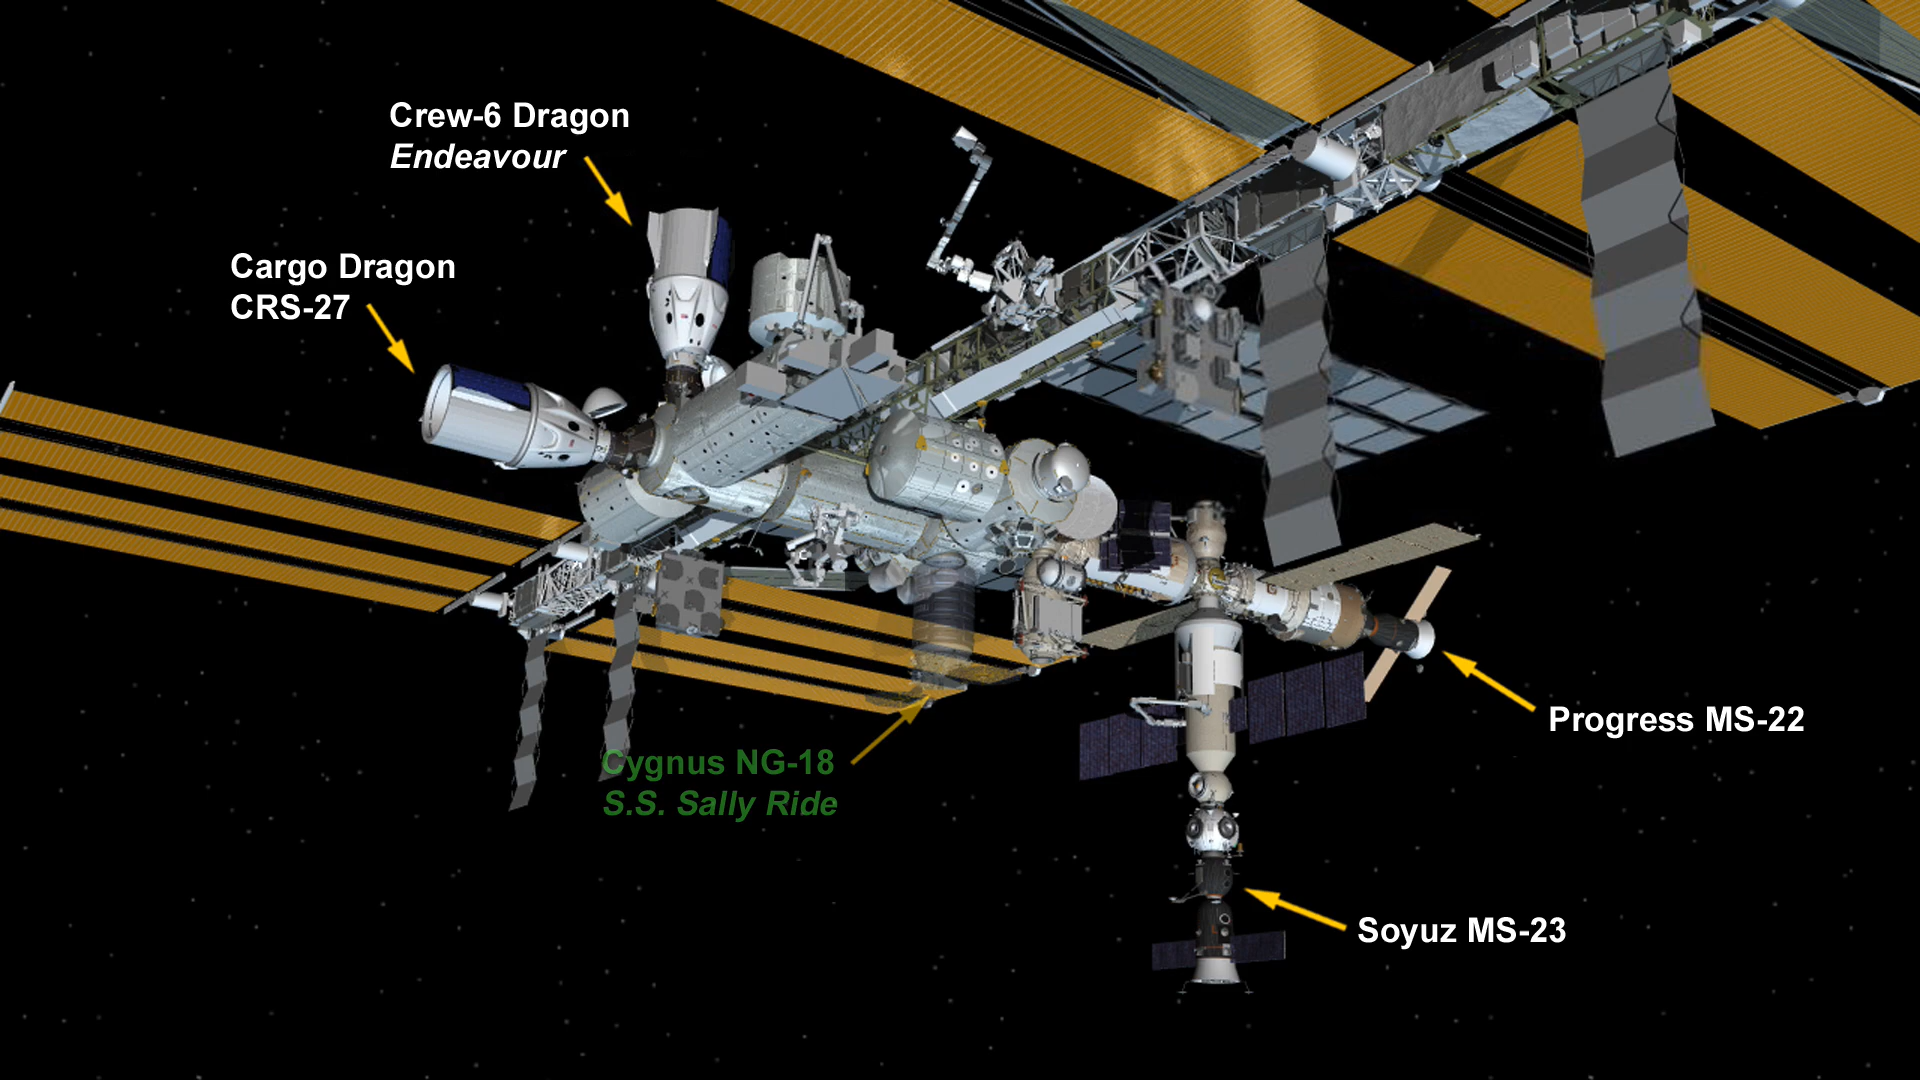 Crew-6 Dragon
Endeavour
Cargo Dragon
CRS-27
Progress MS-22
Cygnus NG-18
S.S. Sally Ride
Soyuz MS-23